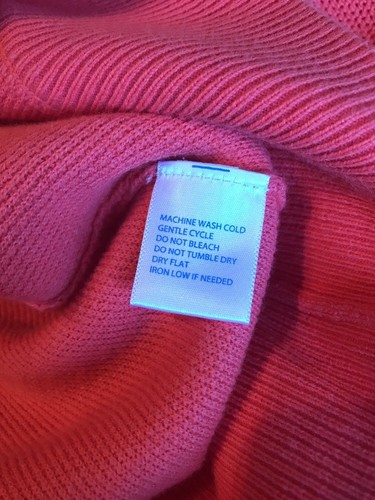 MACHINE WASH COLD
GENTLE CYCLE
DO NOT BLEACH
DO NOT TUMBLE DRY
DRY FLAT
IRON LOW IF NEEDED